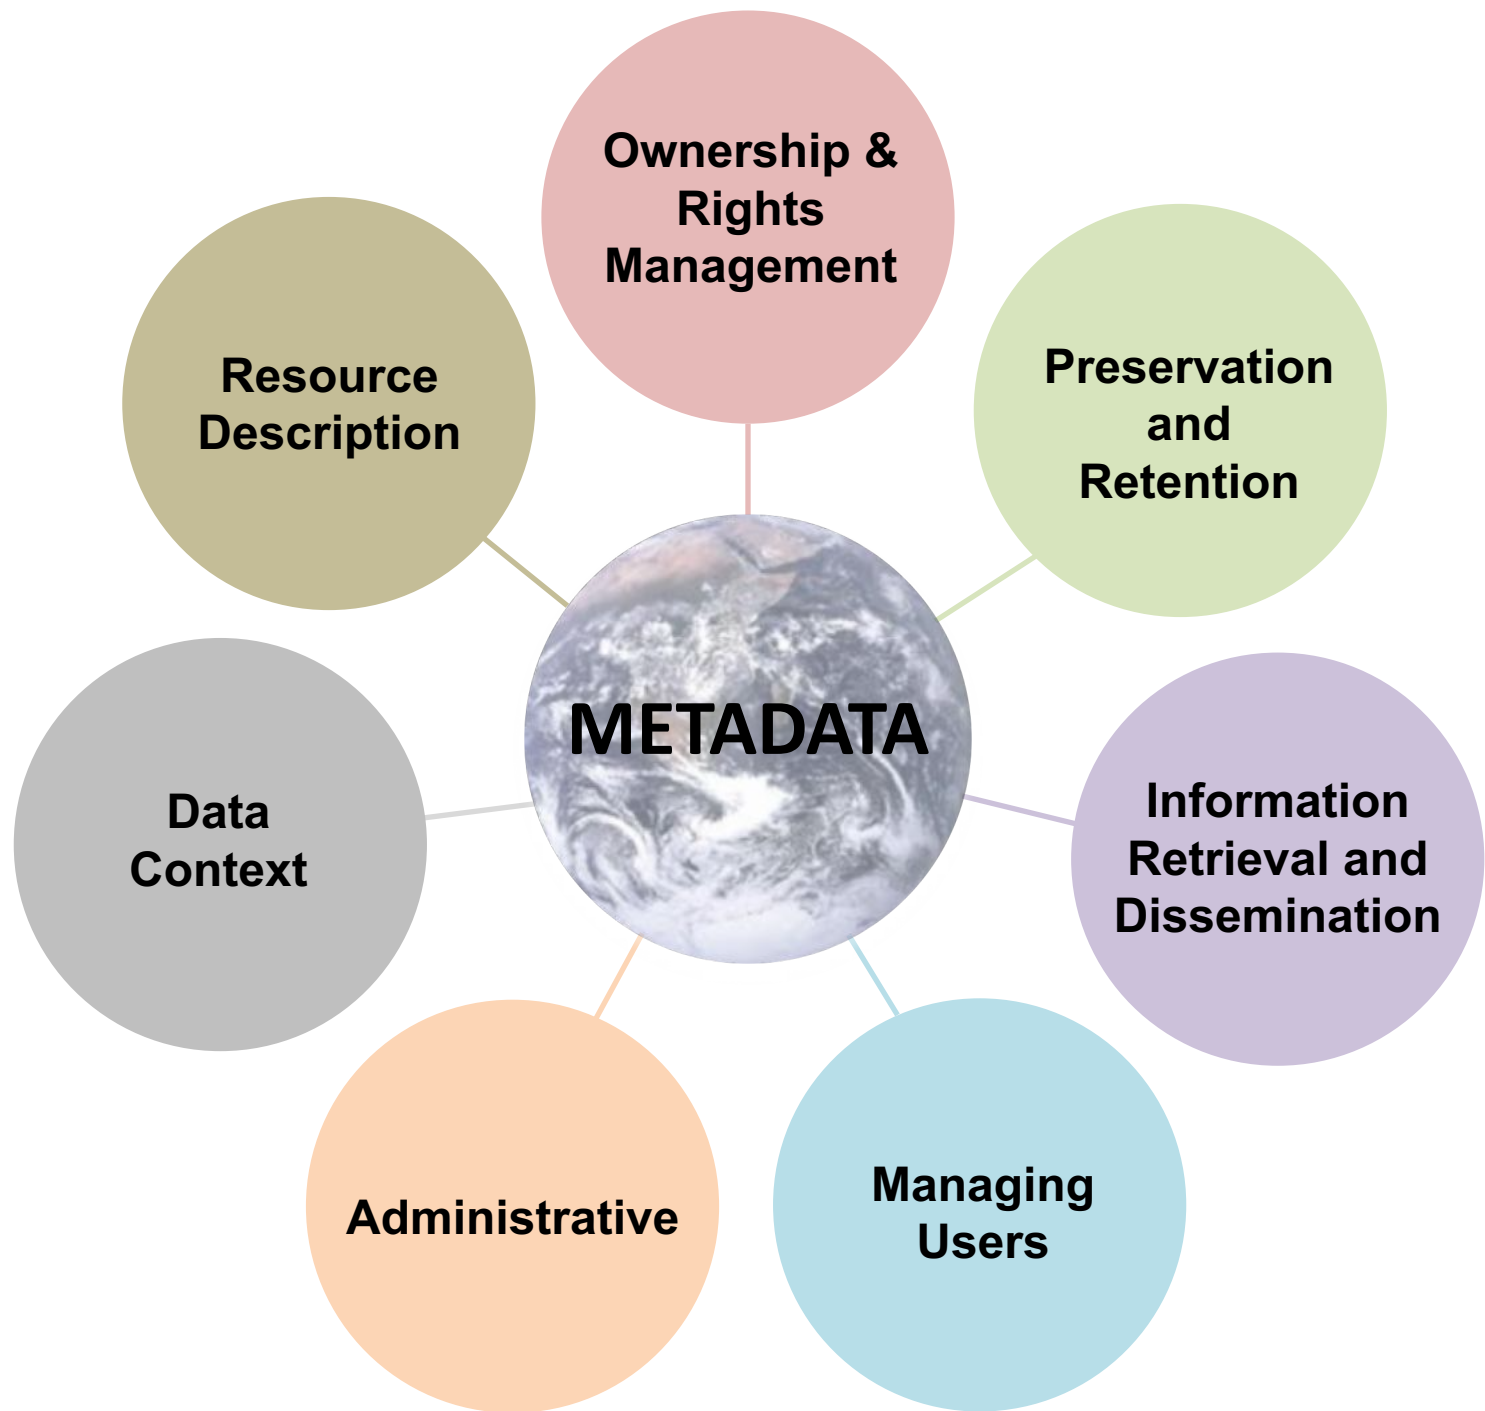 Ownership &
Rights
Management
Resource
Description
Preservation
and
Retention
METADATA
Data
Context
Information
Retrieval and
Dissemination
Administrative
Managing
Users